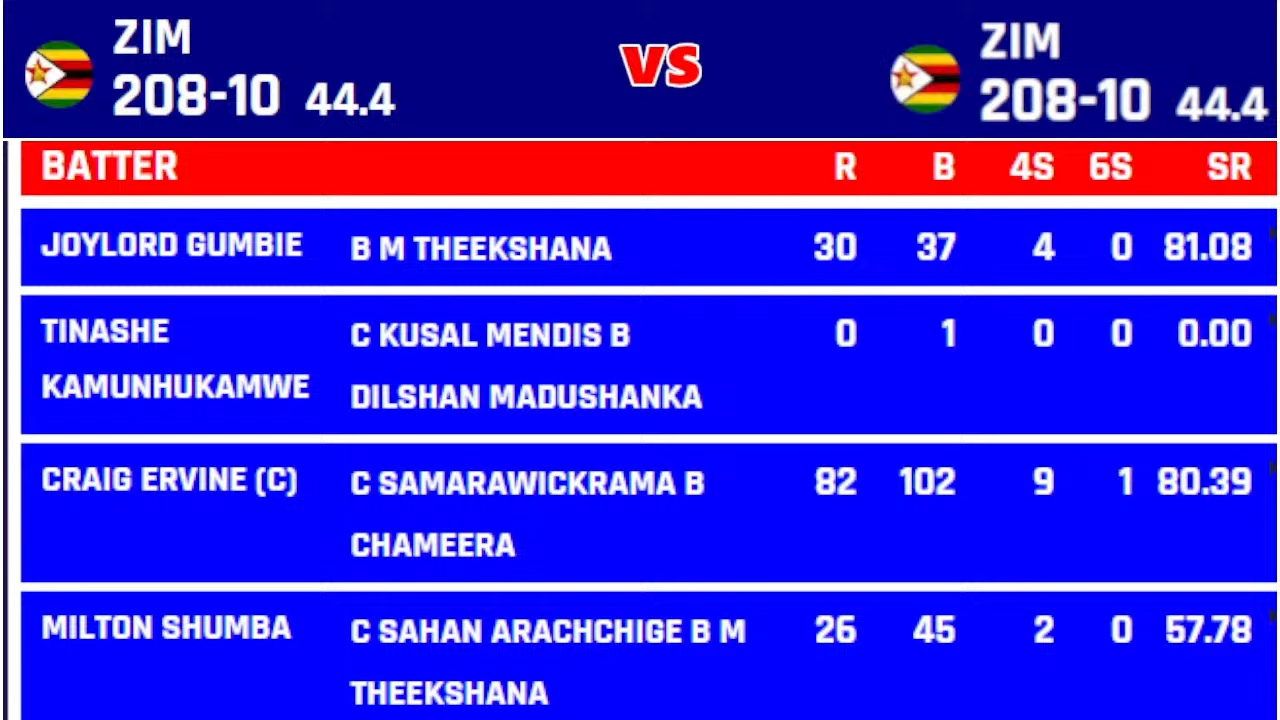 ZIM
208-10 44.4
VS
ZIM
208-10 44.4
BATTER R B 4S 6S SR
JOYLORD GUMBIE B M THEEKSHANA 30 37 4 0 81.08
TINASHE C KUSAL MENDIS B 0 1 0 0 0.00
KAMUNHUKAMWE DILSHAN MADUSHANKA
CRAIG ERVINE (C) C SAMARAWICKRAMA B 82 102 9 1 80.39
CHAMEERA
MILTON SHUMBA C SAHAN ARACHCHIGE B M 26 45 2 0 57.78
THEEKSHANA